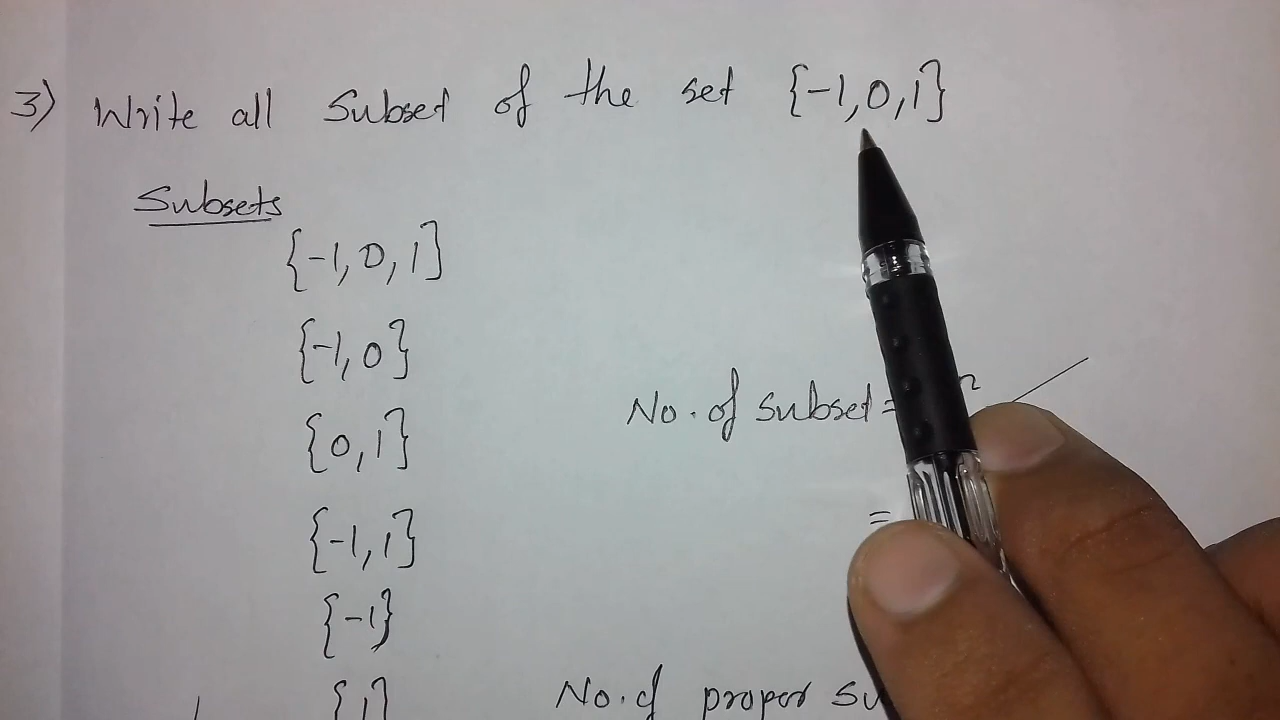 3) Write all Subset of the set {-1,0,1}
Subsets
{-1,0,1}
{-1,0}
No. of subset =
{0,1}
=
{-1,1}
{-1}
{1}
No. of proper